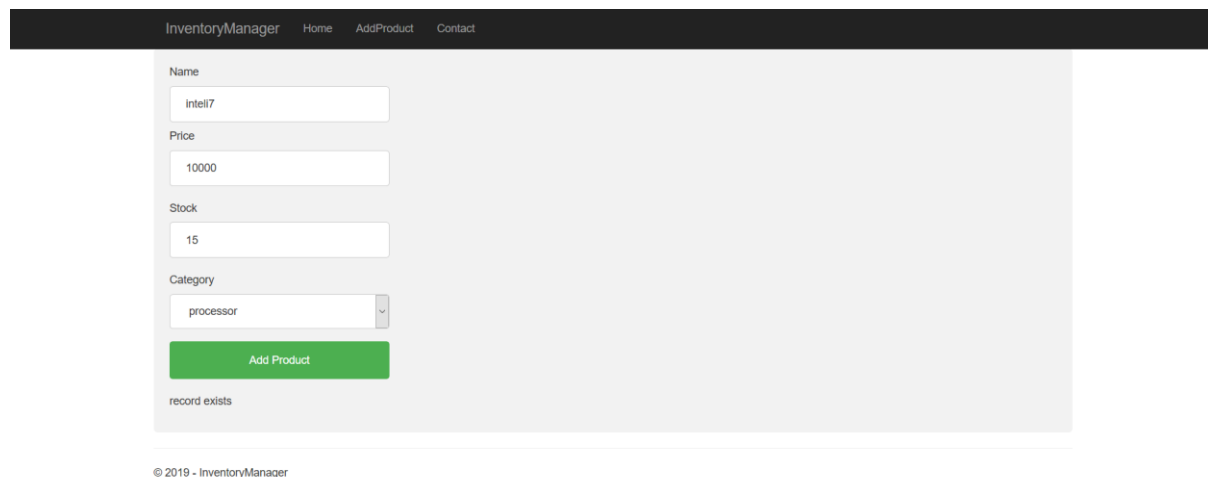 InventoryManager Home AddProduct Contact
Name
inteli7
Price
10000
Stock
15
Category
processor
Add Product
record exists
© 2019 - InventoryManager